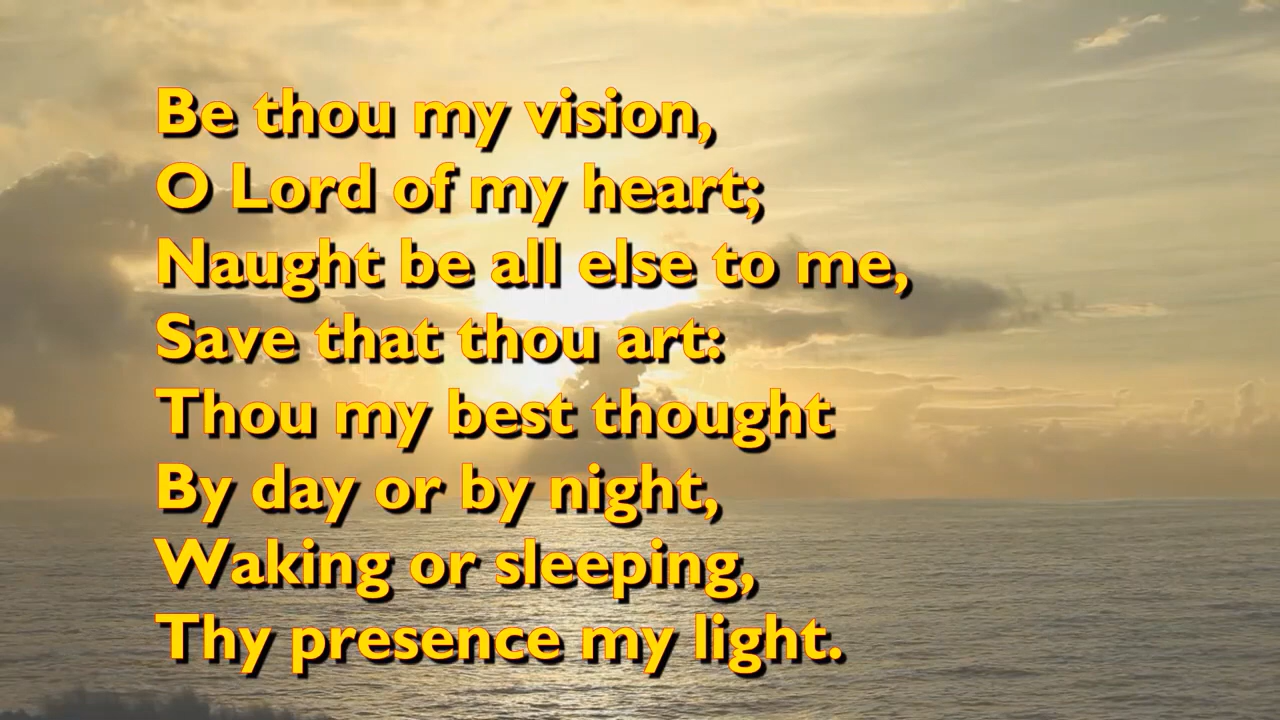 Be thou my vision,
O Lord of my heart;
Naught be all else to me,
Save that thou art:
Thou my best thought
By day or by night,
Waking or sleeping,
Thy presence my light.